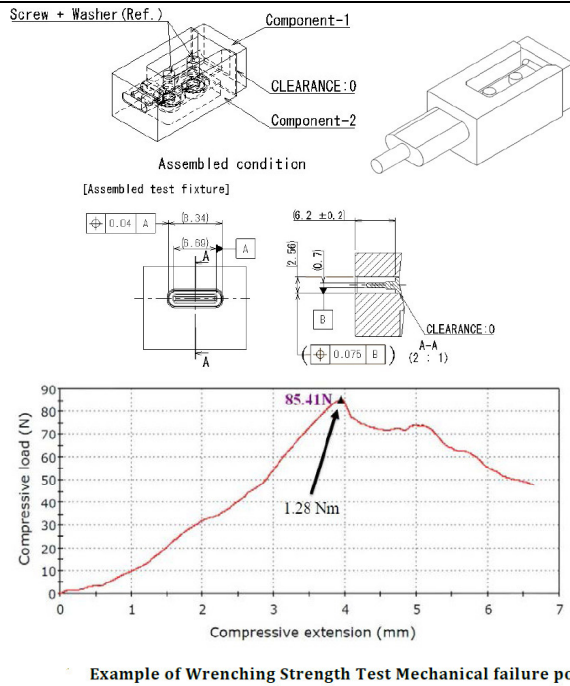 Screw + Washer(Ref.)
Component-1
CLEARANCE:0
Component-2
Assembled condition
[Assembled test fixture]
⌖ 0.04 A
(8.34)
(6.69)
A
A
A
(6.2 ±0.2)
(2.56)
(0.7)
B
CLEARANCE:0
A-A
(2 : 1)
( ⌖ 0.075 B )
Compressive load (N)
90
80
70
60
50
40
30
20
10
0
85.41N
1.28 Nm
0 1 2 3 4 5 6 7
Compressive extension (mm)
Example of Wrenching Strength Test Mechanical failure po